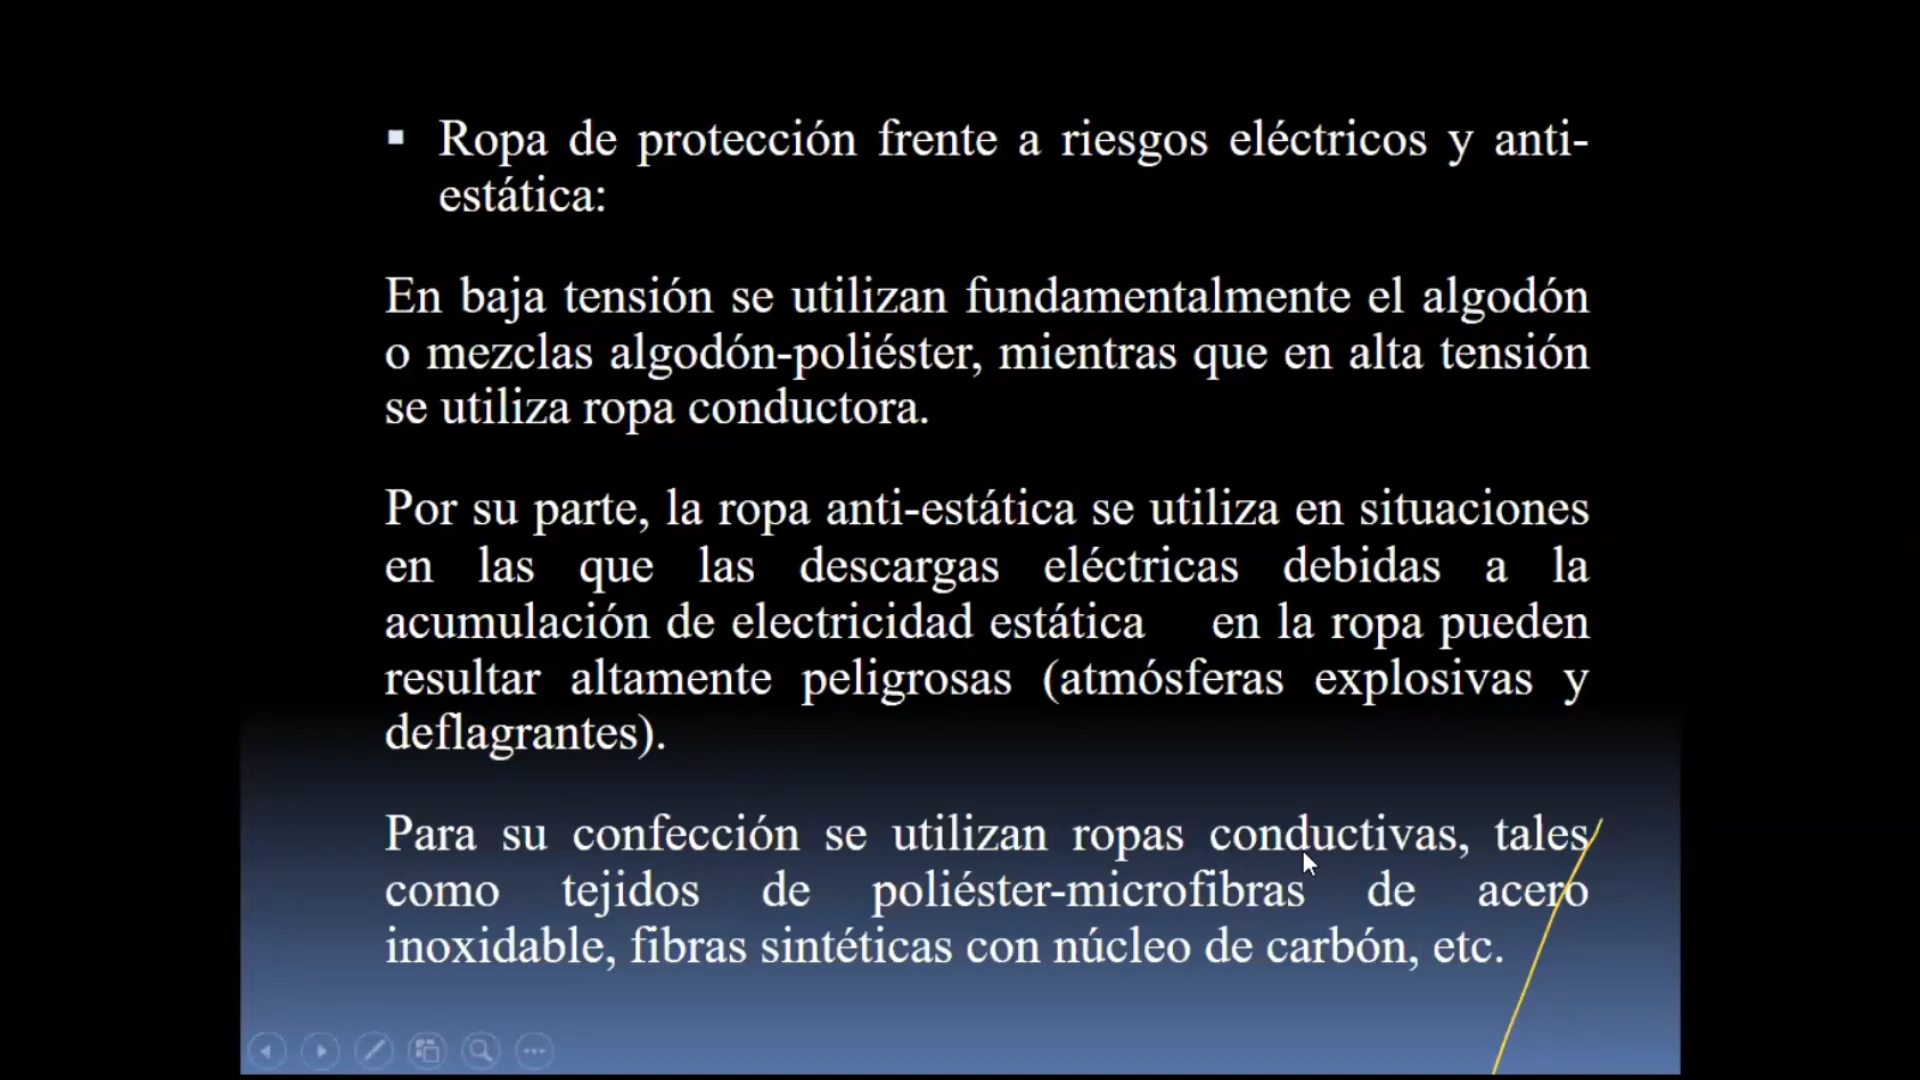 ▪ Ropa de protección frente a riesgos eléctricos y anti-
estática:
En baja tensión se utilizan fundamentalmente el algodón
o mezclas algodón-poliéster, mientras que en alta tensión
se utiliza ropa conductora.
Por su parte, la ropa anti-estática se utiliza en situaciones
en las que las descargas eléctricas debidas a la
acumulación de electricidad estática en la ropa pueden
resultar altamente peligrosas (atmósferas explosivas y
deflagrantes).
Para su confección se utilizan ropas conductivas, tales
como tejidos de poliéster-microfibras de acero
inoxidable, fibras sintéticas con núcleo de carbón, etc.